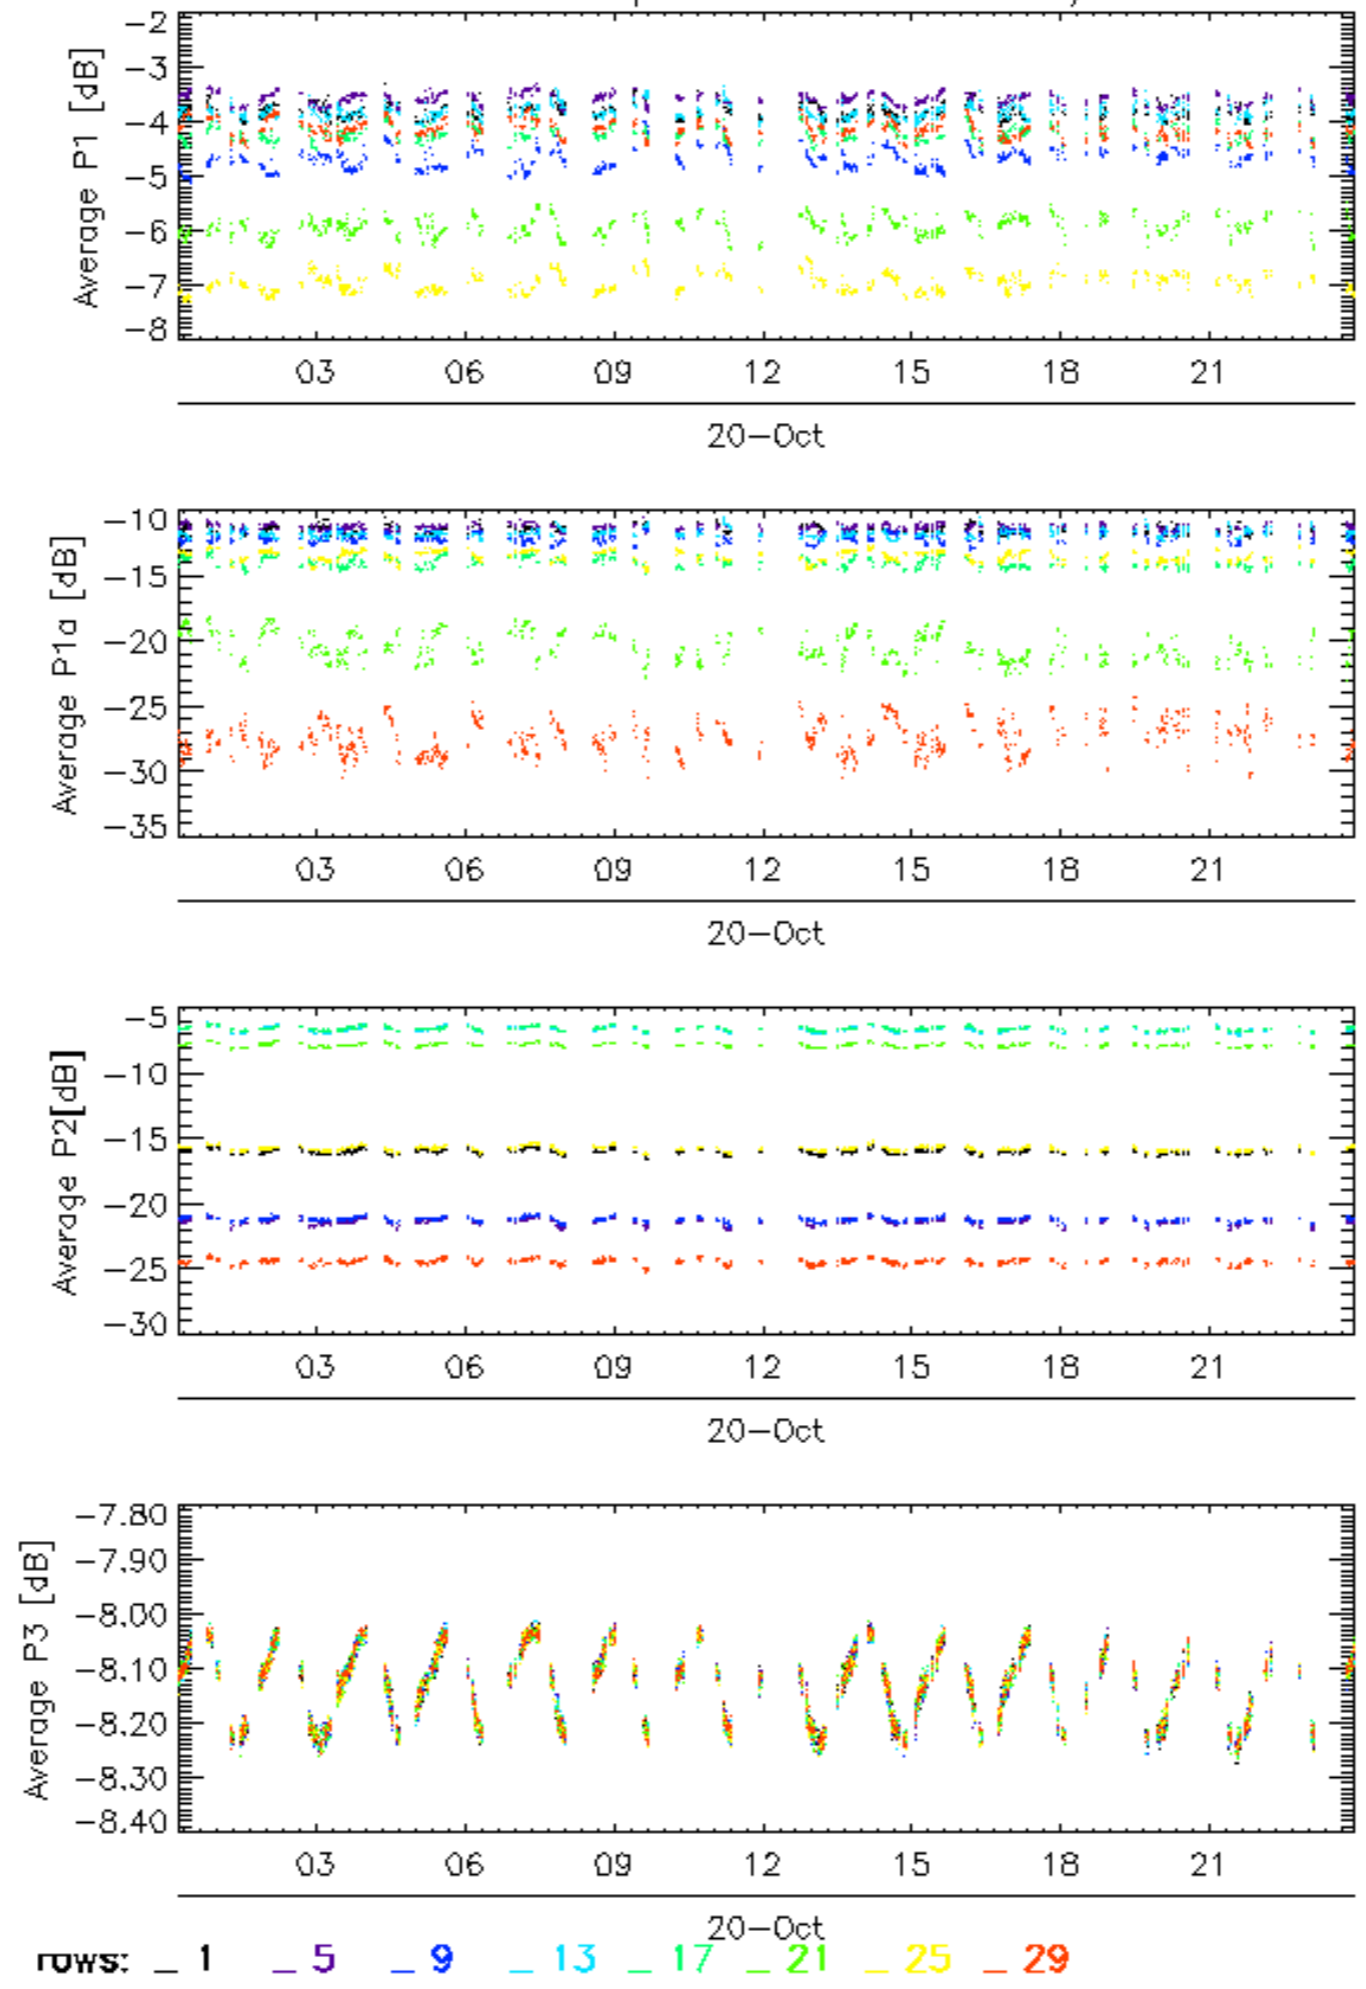 Average P1 [dB]
-2
-3
-4
-5
-6
-7
-8
03 06 09 12 15 18 21
20-Oct
Average P1a [dB]
-10
-15
-20
-25
-30
-35
03 06 09 12 15 18 21
20-Oct
Average P2[dB]
-5
-10
-15
-20
-25
-30
03 06 09 12 15 18 21
20-Oct
Average P3 [dB]
-7.80
-7.90
-8.00
-8.10
-8.20
-8.30
-8.40
03 06 09 12 15 18 21
20-Oct
rows: _ 1 _ 5 _ 9 _ 13 _ 17 _ 21 _ 25 _ 29